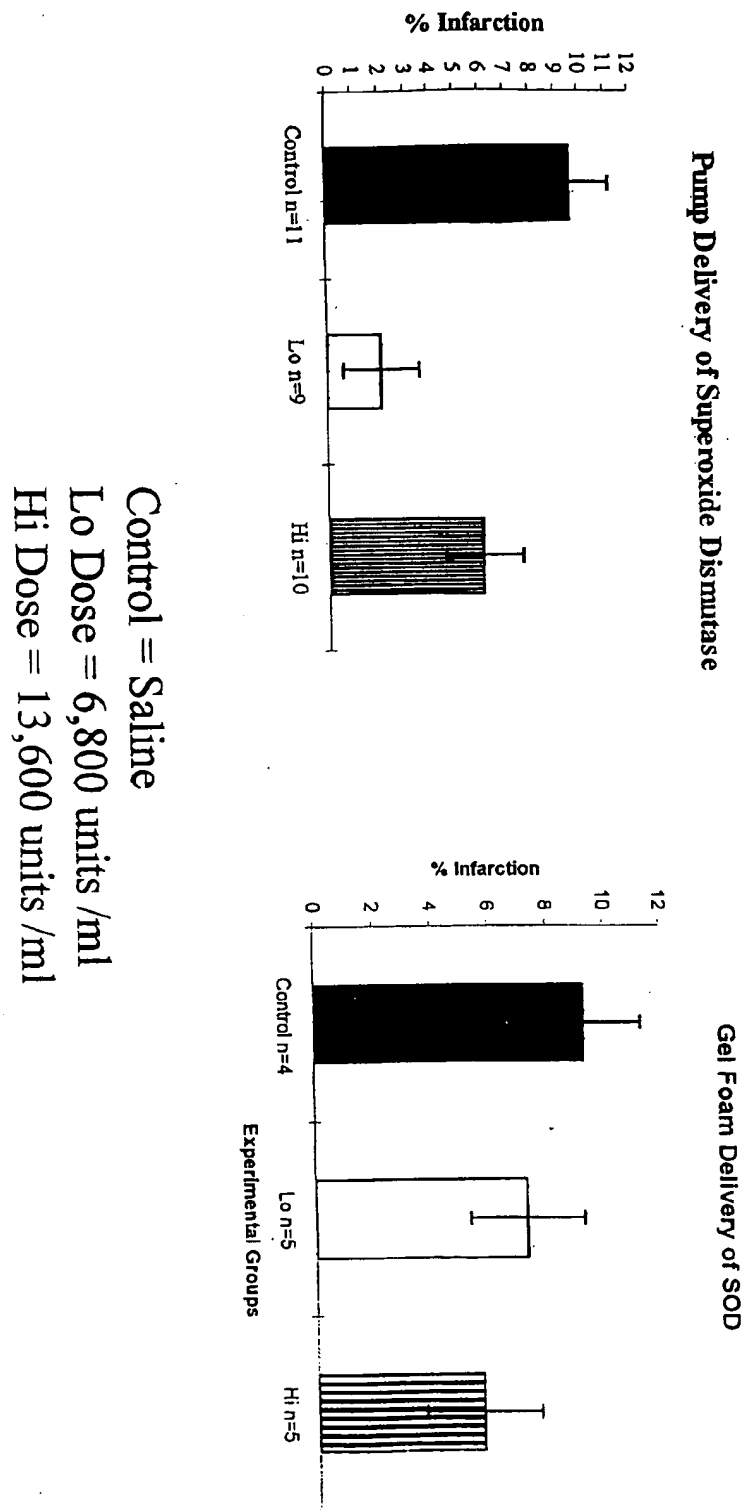 Pump Delivery of Superoxide Dismutase
% Infarction
12
11
10
9
8
7
6
5
4
3
2
1
0
Control n=11
Lo n=9
Hi n=10
Gel Foam Delivery of SOD
% Infarction
12
10
8
6
4
2
0
Control n=4
Lo n=5
Hi n=5
Experimental Groups
Control = Saline
Lo Dose = 6,800 units /ml
Hi Dose = 13,600 units /ml